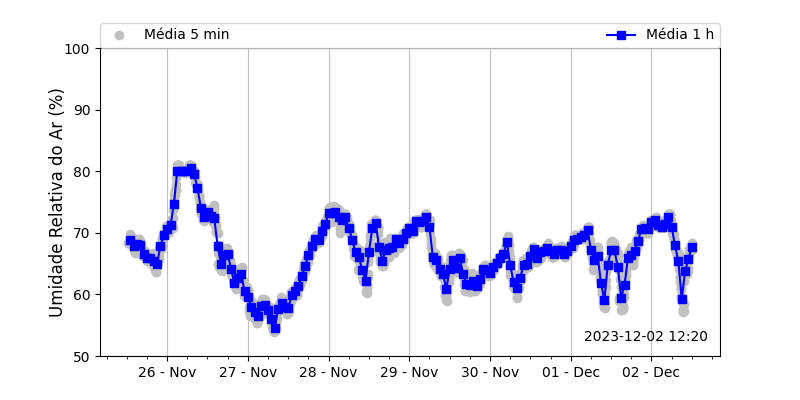 Média 5 min Média 1 h
Umidade Relativa do Ar (%)
100
90
80
70
60
50
2023-12-02 12:20
26 - Nov 27 - Nov 28 - Nov 29 - Nov 30 - Nov 01 - Dec 02 - Dec